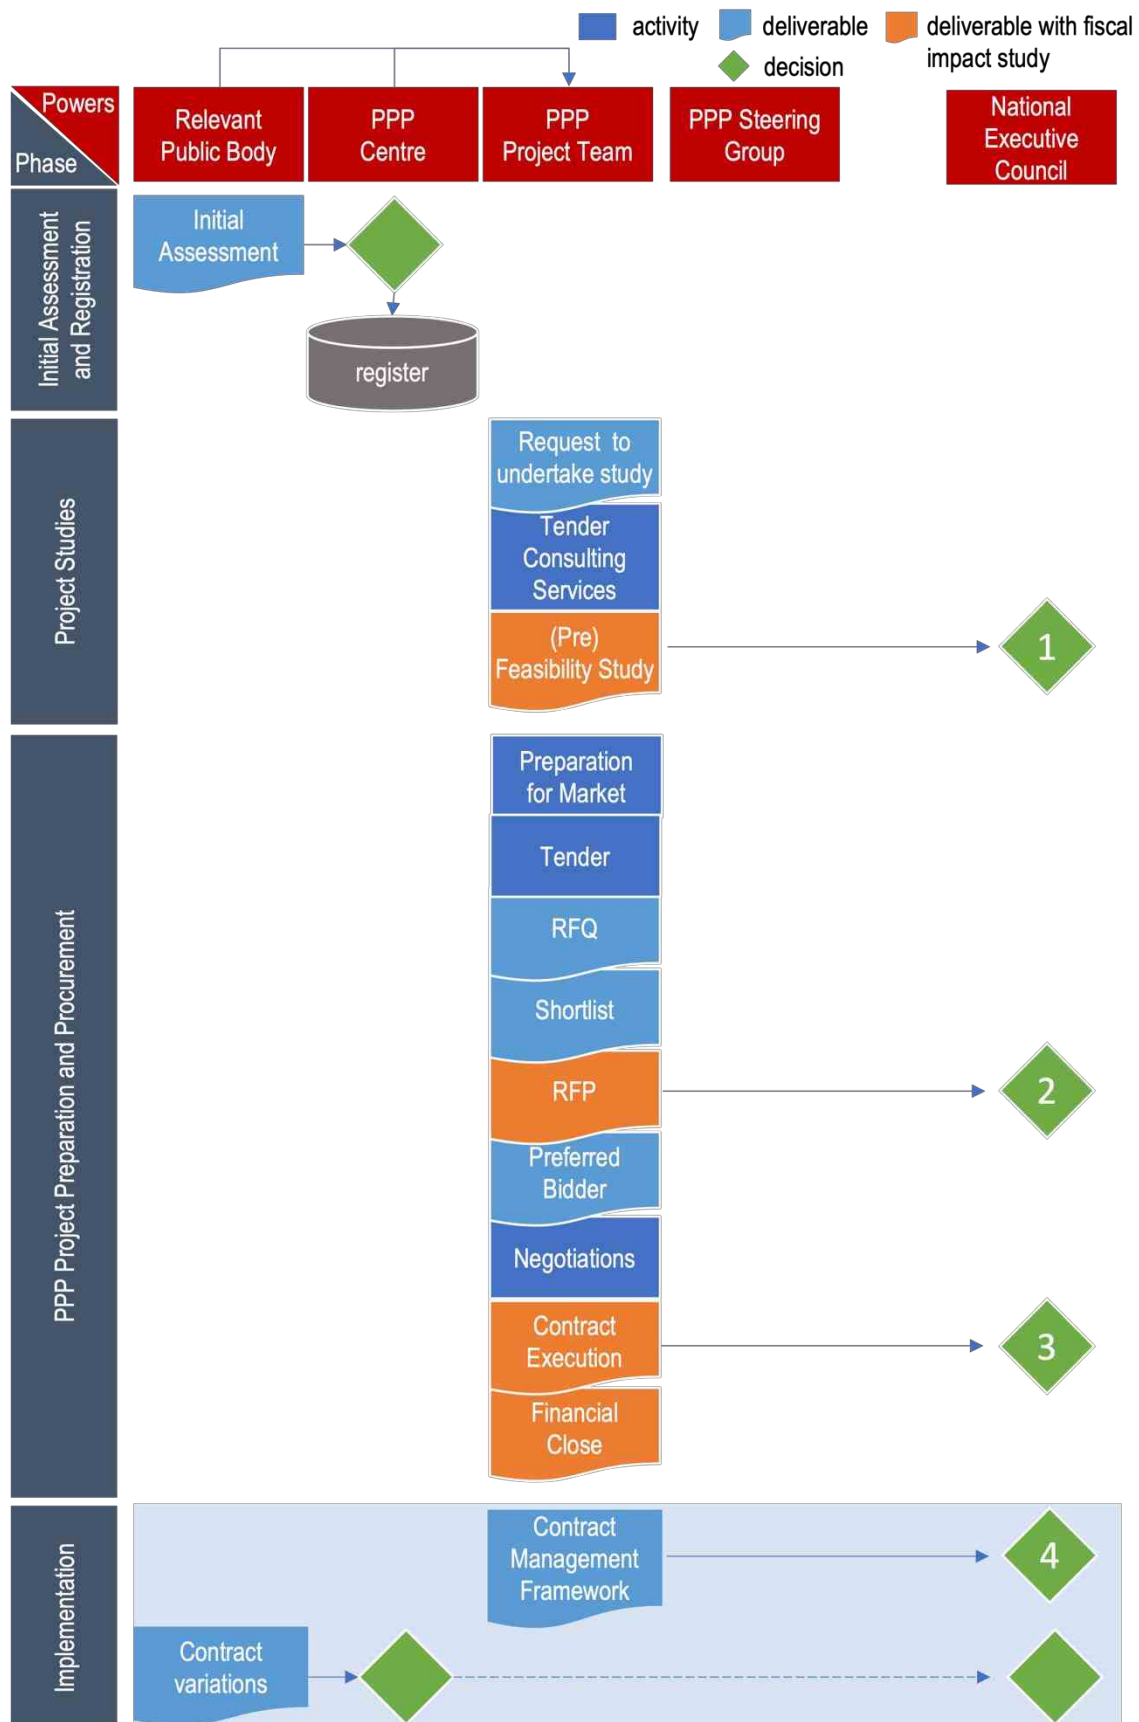 activity
deliverable
deliverable with fiscal
impact study
decision
Powers
Phase
Relevant
Public Body
PPP
Centre
PPP
Project Team
PPP Steering
Group
National
Executive
Council
Initial Assessment
and Registration
Initial
Assessment
register
Project Studies
Request to
undertake study
Tender
Consulting
Services
(Pre)
Feasibility Study
1
PPP Project Preparation and Procurement
Preparation
for Market
Tender
RFQ
Shortlist
RFP
2
Preferred
Bidder
Negotiations
Contract
Execution
3
Financial
Close
Implementation
Contract
Management
Framework
4
Contract
variations